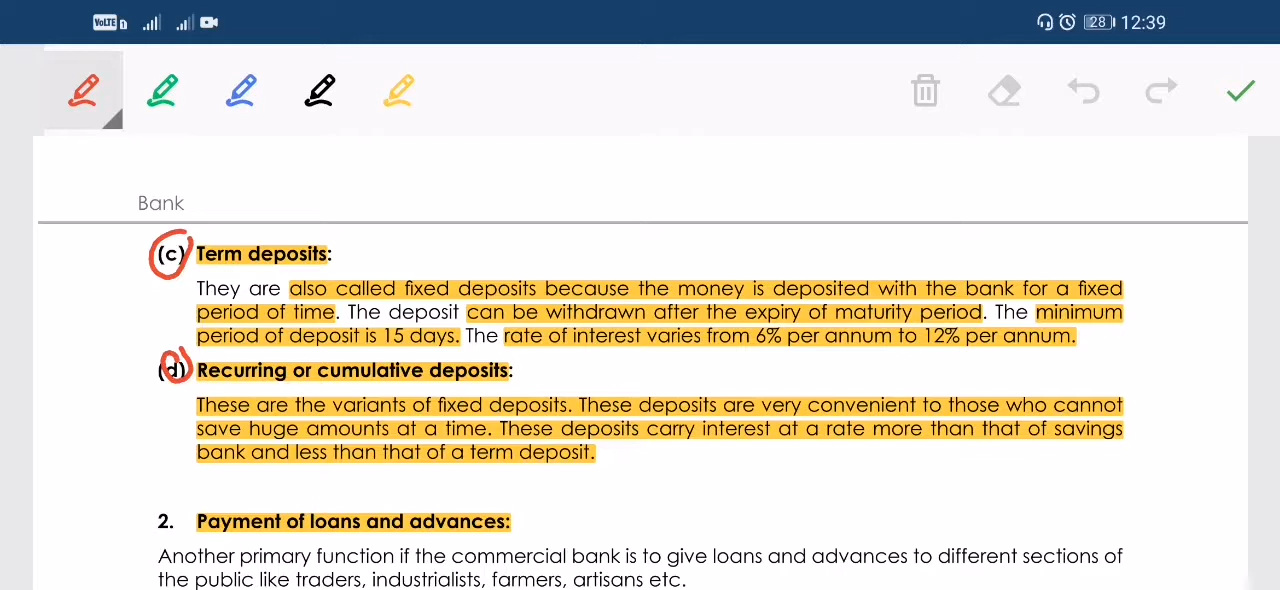 VoLTE 1 28 12:39
Bank
(c) Term deposits:
They are also called fixed deposits because the money is deposited with the bank for a fixed
period of time. The deposit can be withdrawn after the expiry of maturity period. The minimum
period of deposit is 15 days. The rate of interest varies from 6% per annum to 12% per annum.
(d) Recurring or cumulative deposits:
These are the variants of fixed deposits. These deposits are very convenient to those who cannot
save huge amounts at a time. These deposits carry interest at a rate more than that of savings
bank and less than that of a term deposit.
2. Payment of loans and advances:
Another primary function if the commercial bank is to give loans and advances to different sections of
the public like traders, industrialists, farmers, artisans etc.